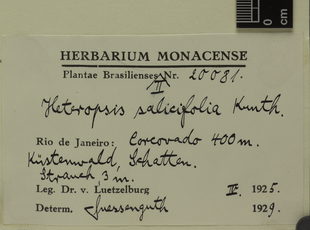 0 cm
HERBARIUM MONACENSE
Plantae Brasilienses Nr. 20081.
II
Heteropsis salicifolia Kunth.
Rio de Janeiro: Corcovado 400 m.
Küstenwald, Schatten.
Strauch, 3 m.
Leg. Dr. v. Luetzelburg II. 1925.
Determ. Suessenguth 1929.